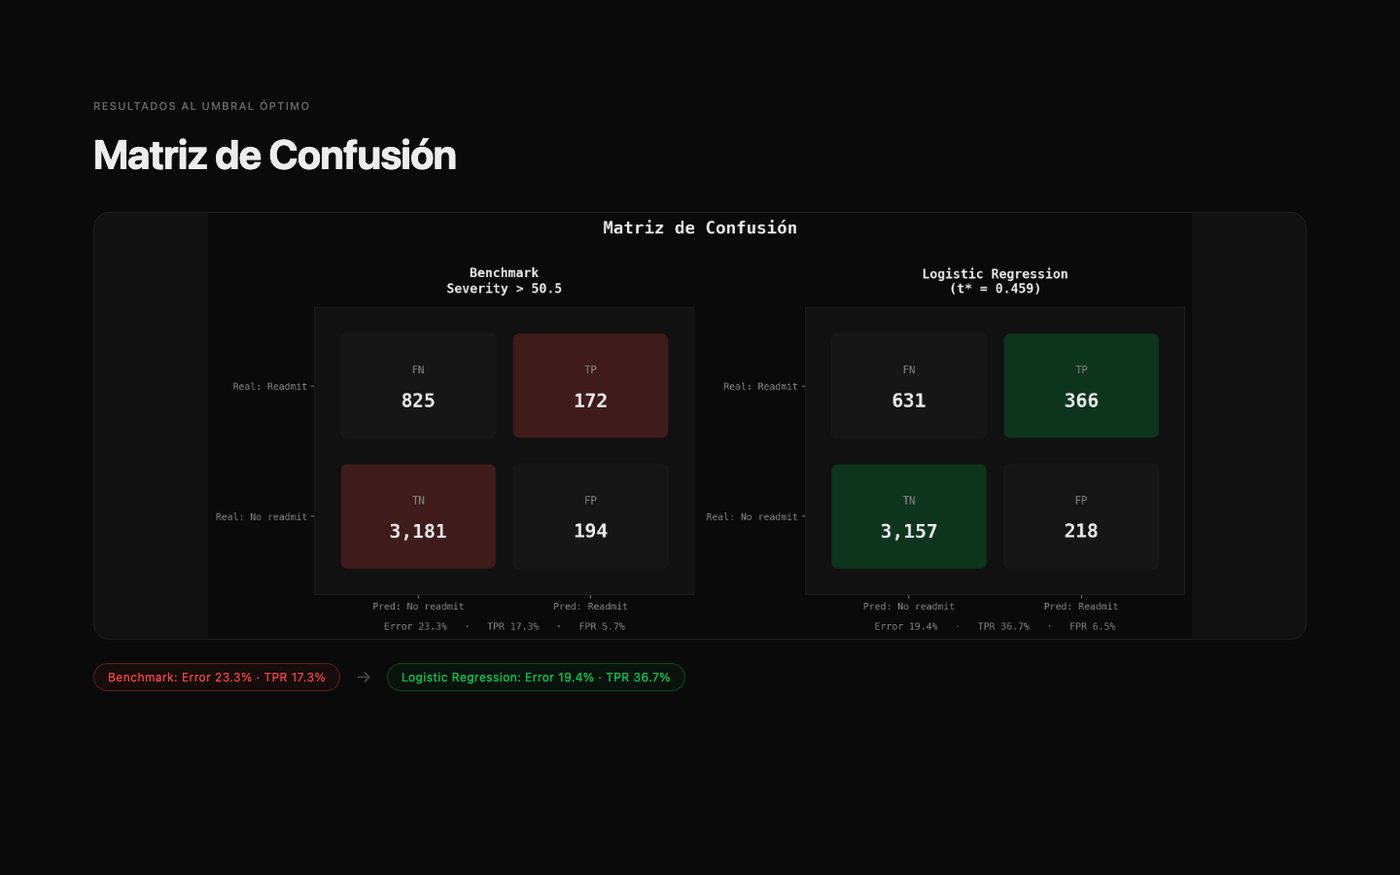 RESULTADOS AL UMBRAL ÓPTIMO
Matriz de Confusión
Matriz de Confusión
Benchmark
Severity > 50.5
Real: Readmit
FN
825
TP
172
Real: No readmit
TN
3,181
FP
194
Pred: No readmit
Pred: Readmit
Error 23.3% · TPR 17.3% · FPR 5.7%
Logistic Regression
(t* = 0.459)
Real: Readmit
FN
631
TP
366
Real: No readmit
TN
3,157
FP
218
Pred: No readmit
Pred: Readmit
Error 19.4% · TPR 36.7% · FPR 6.5%
Benchmark: Error 23.3% · TPR 17.3% → Logistic Regression: Error 19.4% · TPR 36.7%